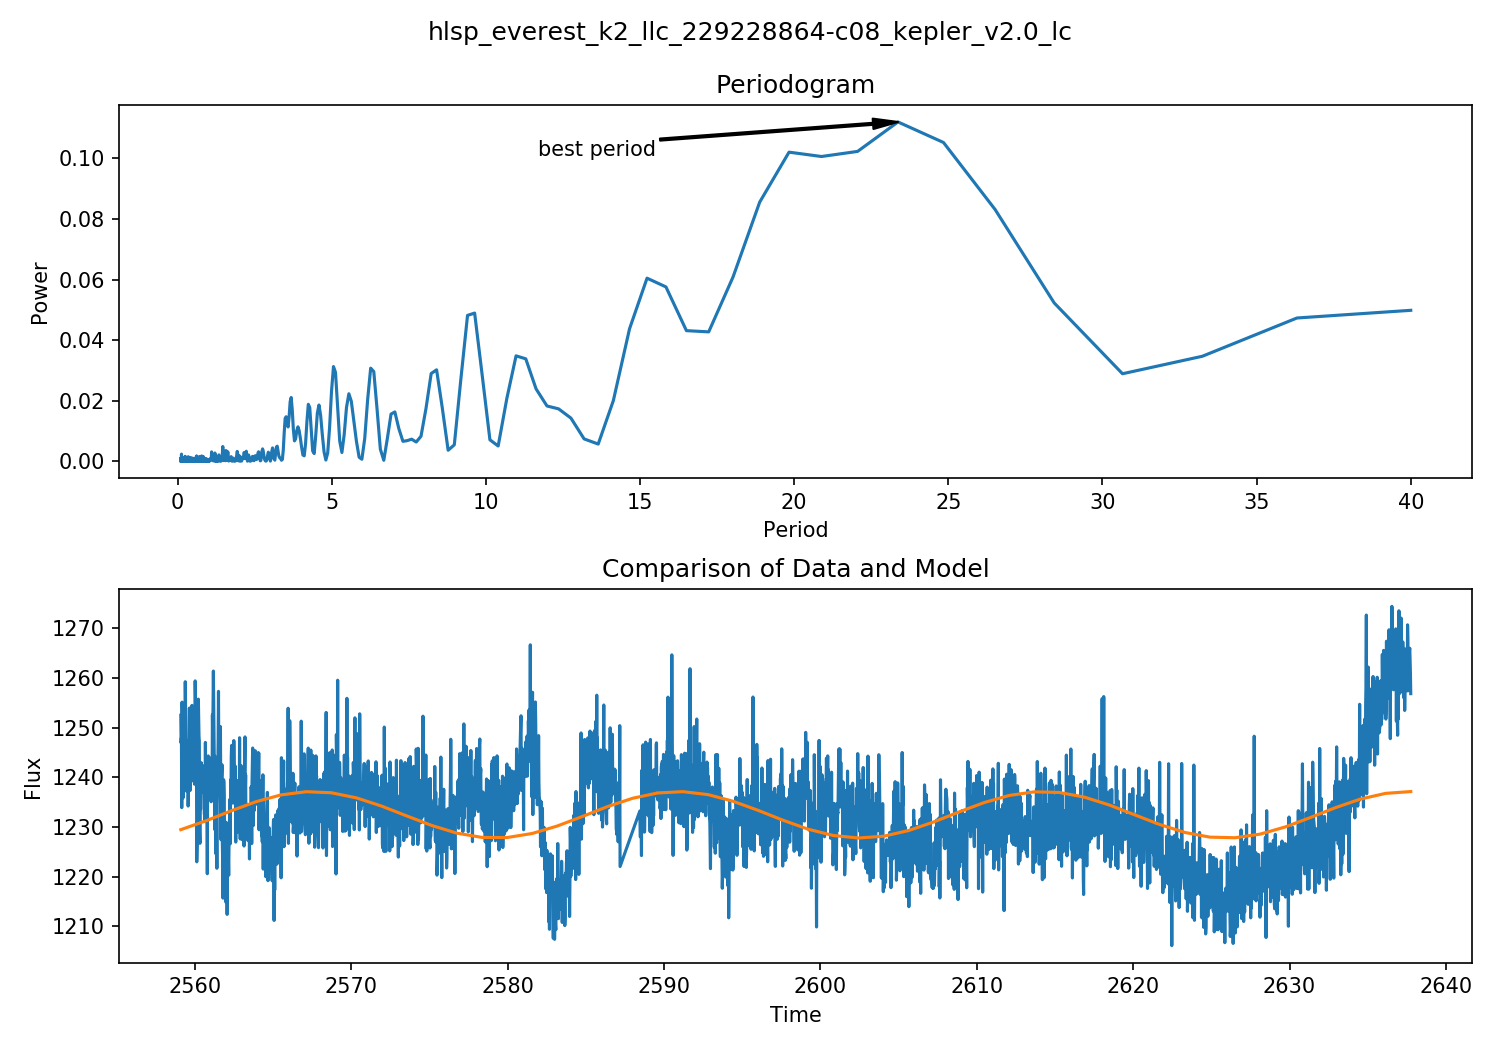 hlsp_everest_k2_llc_229228864-c08_kepler_v2.0_lc
Periodogram
best period
Power
0.10
0.08
0.06
0.04
0.02
0.00
0 5 10 15 20 25 30 35 40
Period
Comparison of Data and Model
Flux
1270
1260
1250
1240
1230
1220
1210
2560 2570 2580 2590 2600 2610 2620 2630 2640
Time